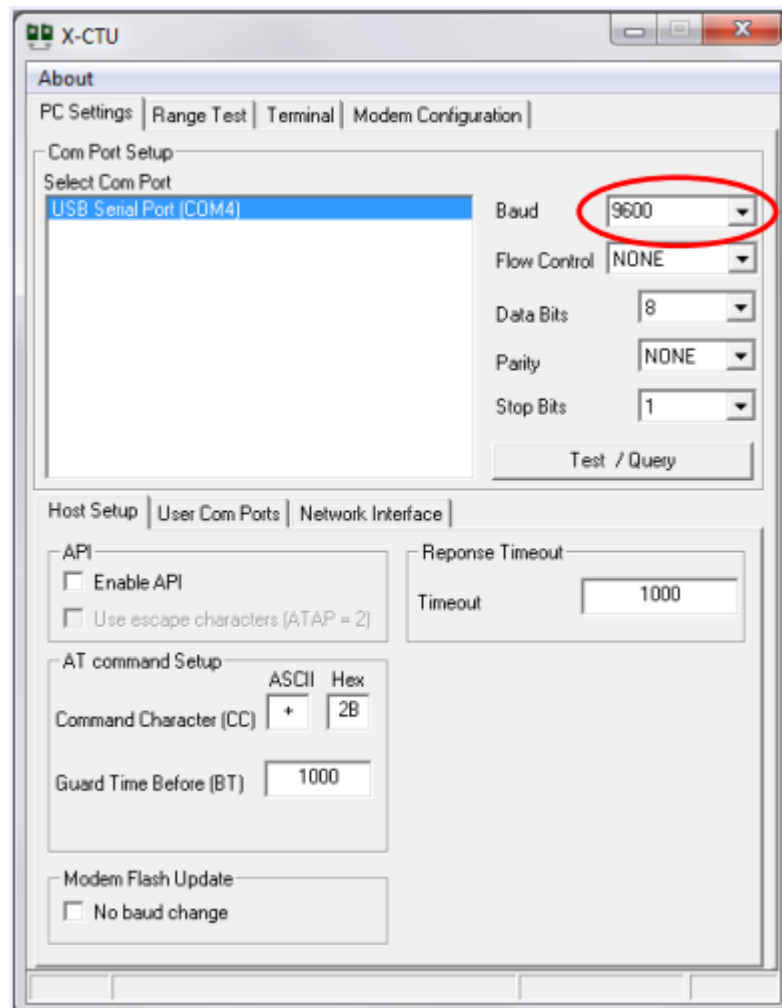 X-CTU
About
PC Settings Range Test Terminal Modem Configuration
Com Port Setup
Select Com Port
USB Serial Port (COM4)
Baud 9600
Flow Control NONE
Data Bits 8
Parity NONE
Stop Bits 1
Test / Query
Host Setup User Com Ports Network Interface
API
Enable API
Use escape characters (ATAP = 2)
Reponse Timeout
Timeout 1000
AT command Setup
ASCII Hex
Command Character (CC) + 2B
Guard Time Before (BT) 1000
Modem Flash Update
No baud change